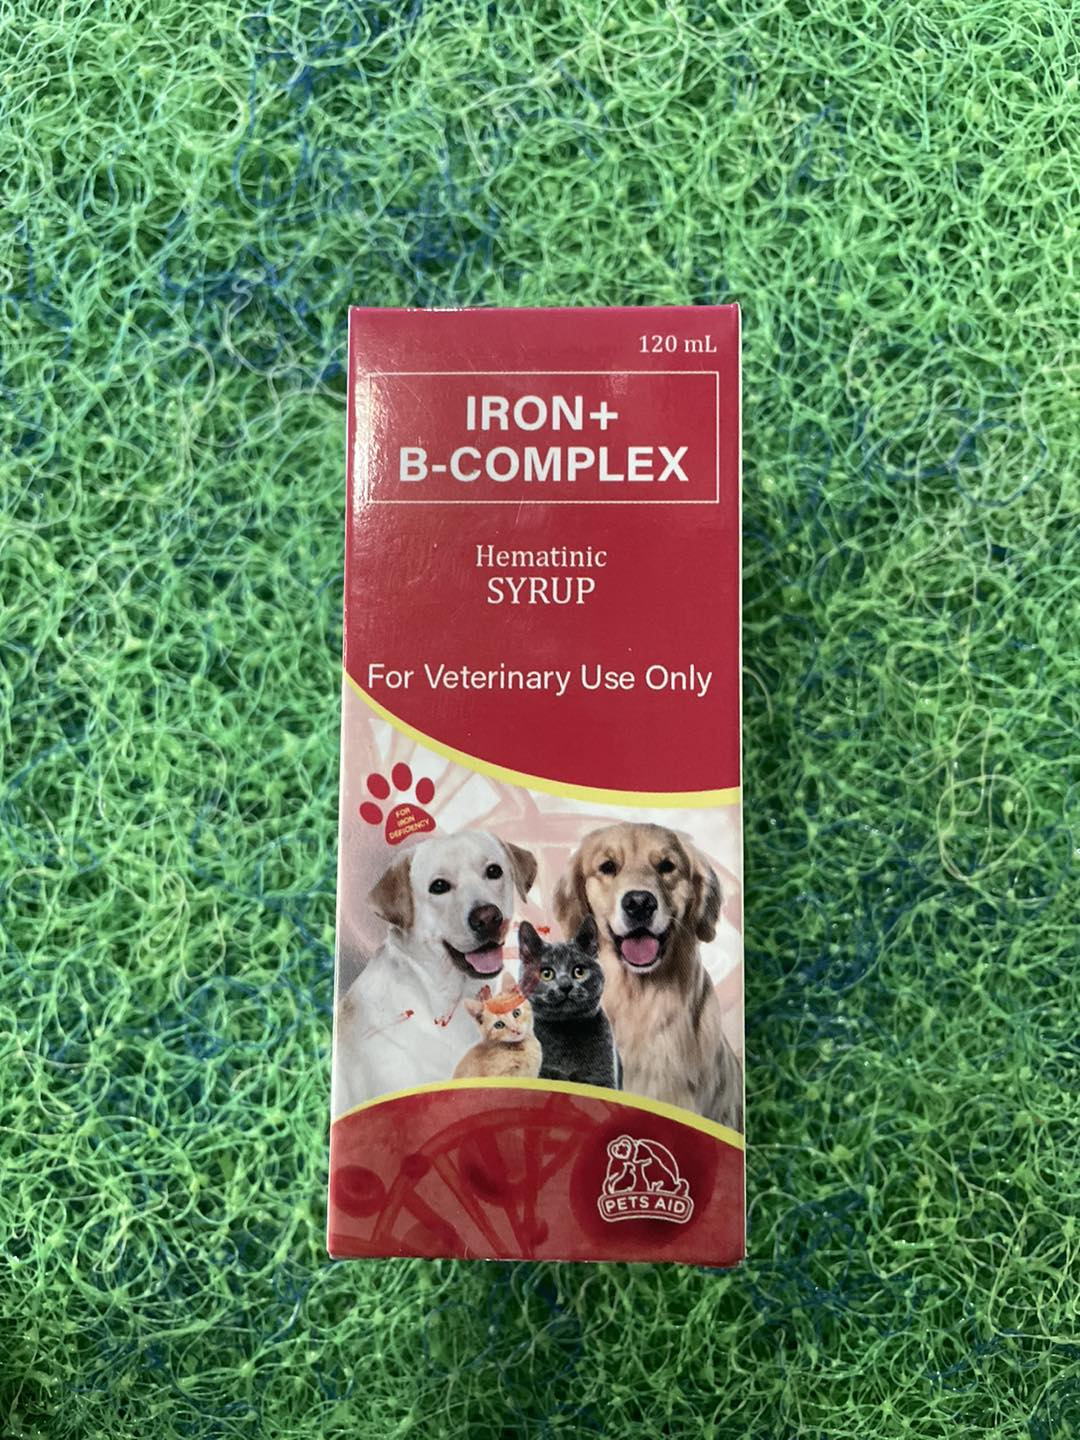 120 mL
IRON+
B-COMPLEX
Hematinic
SYRUP
For Veterinary Use Only
FOR
IRON
DEFICIENCY
PETS AID